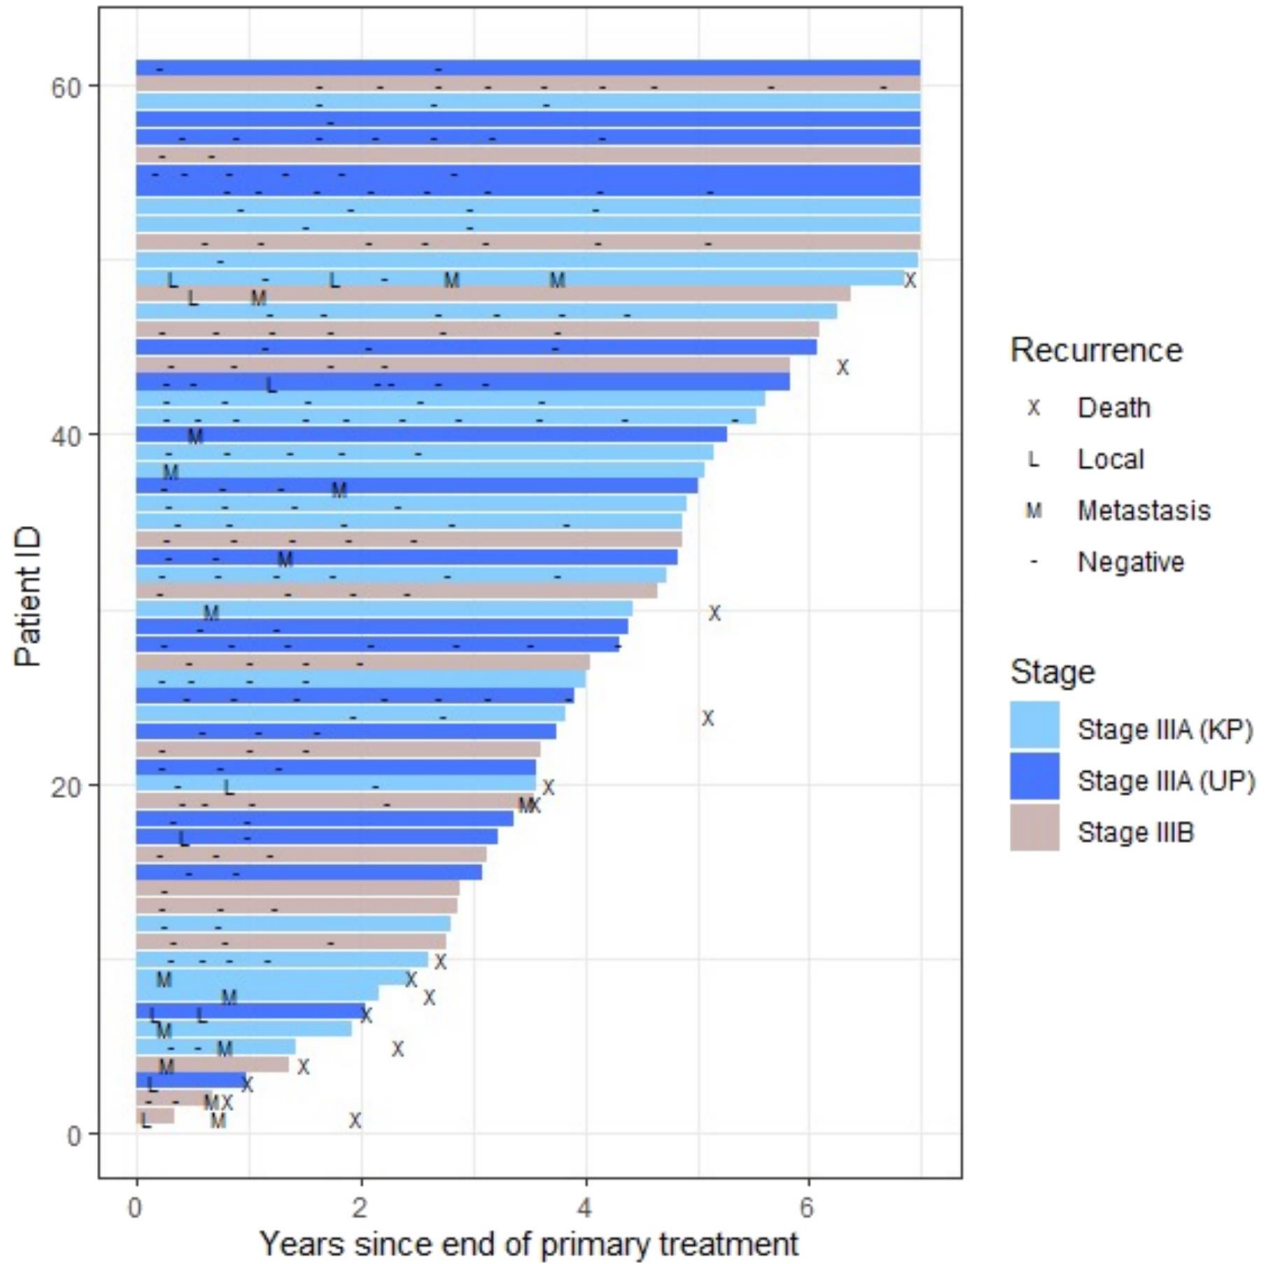 60
40
20
0
Patient ID
0 2 4 6
Years since end of primary treatment
Recurrence
X Death
L Local
M Metastasis
- Negative
Stage
Stage IIIA (KP)
Stage IIIA (UP)
Stage IIIB
- -
- - - - - - - - -
- - -
-
- - - - - - -
- -
- - - - - -
- - - - - - - -
- - - -
- -
- - - - - - -
-
L - L - M M X
L M
- - - - - -
- - - - -
- - -
- - - - X
- - L - - - -
- - - - -
- - - - - - - - - -
M
- - - - -
M
- - - M
- - - -
- - - - -
- - - - -
- - M
- - - - - -
- - - -
M X
- -
- - - - - - -
- - - -
- - - -
- - - - - - -
- - X
- - -
- - -
- - -
- L - X
- - - - M X
- -
L -
- - -
- -
-
- - -
- -
- - -
- - - - X
M X
M X
L L X
M
- - M X
M X
L X
- - M X
L M X